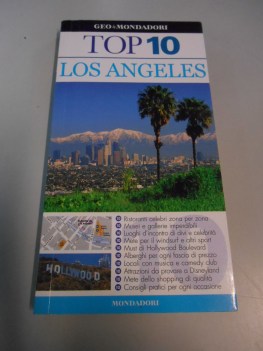 GEO MONDADORI
TOP 10
LOS ANGELES
Ristoranti celebri zona per zona
Musei e gallerie imperdibili
Luoghi d'incontro di divi e celebrità
Mete per il windsurf e altri sport
Must di Hollywood Boulevard
Alberghi per ogni fascia di prezzo
Locali con musica e comedy club
Attrazioni da provare a Disneyland
Mete dello shopping di qualità
Consigli pratici per ogni occasione
HOLLYWOOD
MONDADORI